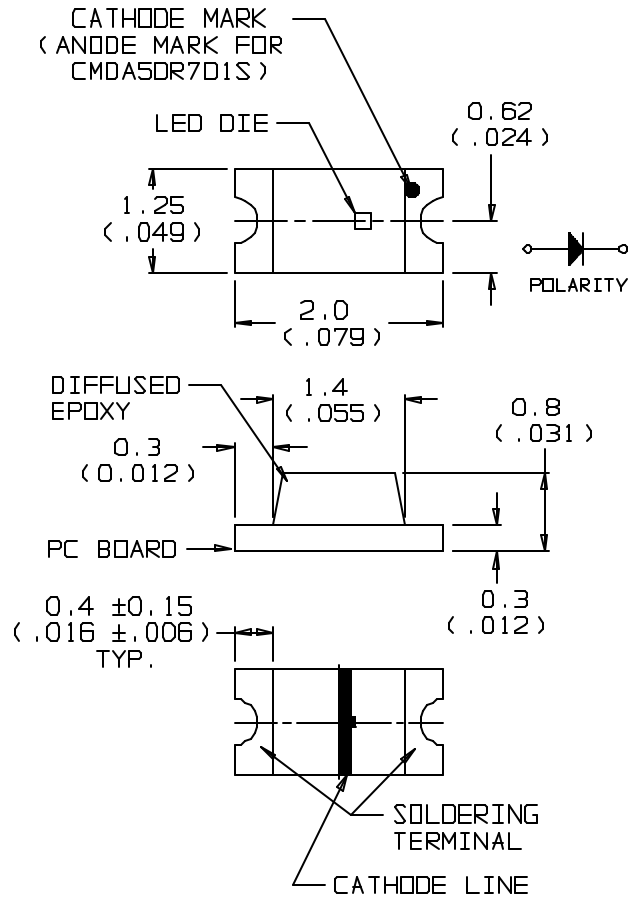 CATHODE MARK
(ANODE MARK FOR
CMDA5DR7D1S)
LED DIE
0.62
(.024)
1.25
(.049)
POLARITY
2.0
(.079)
DIFFUSED
EPOXY
1.4
(.055)
0.8
(.031)
0.3
(0.012)
PC BOARD
0.3
(.012)
0.4 ±0.15
(.016 ±.006)
TYP.
SOLDERING
TERMINAL
CATHODE LINE